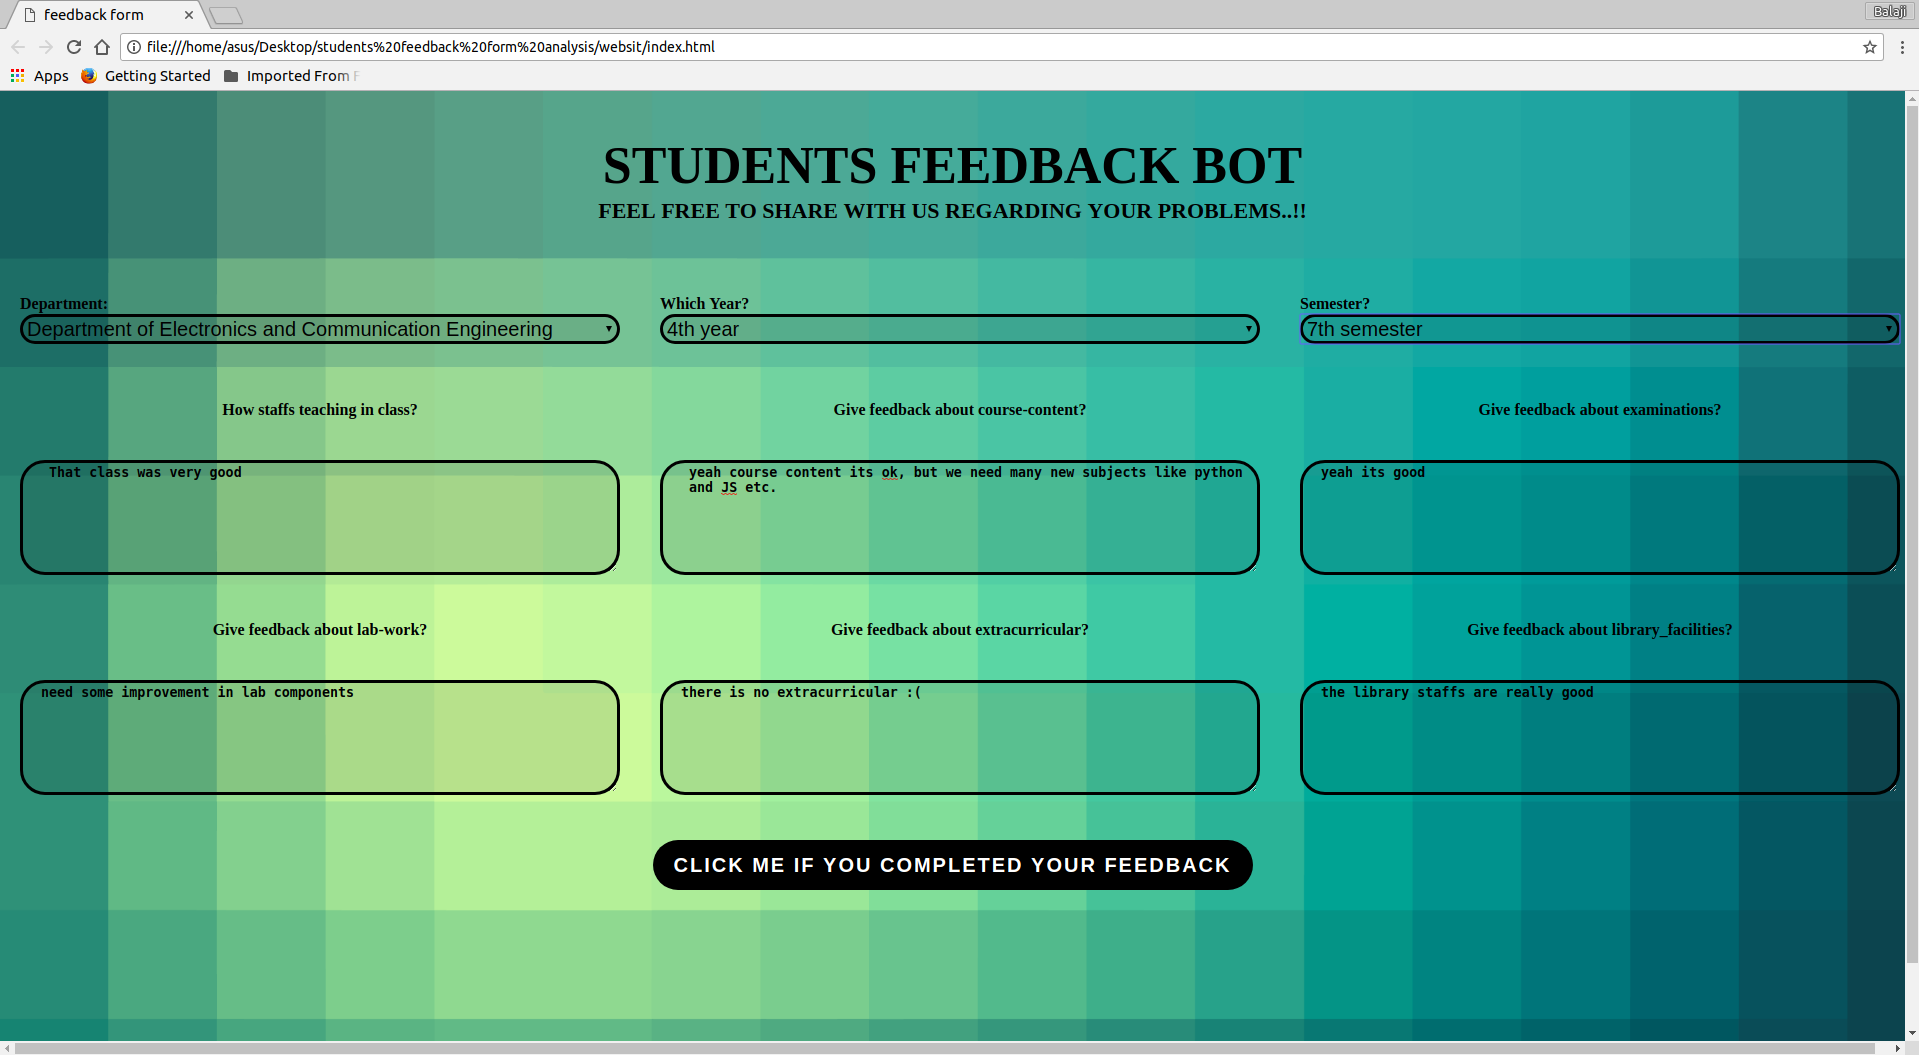 feedback form
Balaji
file:///home/asus/Desktop/students%20feedback%20form%20analysis/websit/index.html
Apps Getting Started Imported From F
STUDENTS FEEDBACK BOT
FEEL FREE TO SHARE WITH US REGARDING YOUR PROBLEMS..!!
Department: Which Year? Semester?
Department of Electronics and Communication Engineering 4th year 7th semester
How staffs teaching in class? Give feedback about course-content? Give feedback about examinations?
That class was very good yeah course content its ok, but we need many new subjects like python yeah its good
and JS etc.
Give feedback about lab-work? Give feedback about extracurricular? Give feedback about library_facilities?
need some improvement in lab components there is no extracurricular :( the library staffs are really good
CLICK ME IF YOU COMPLETED YOUR FEEDBACK